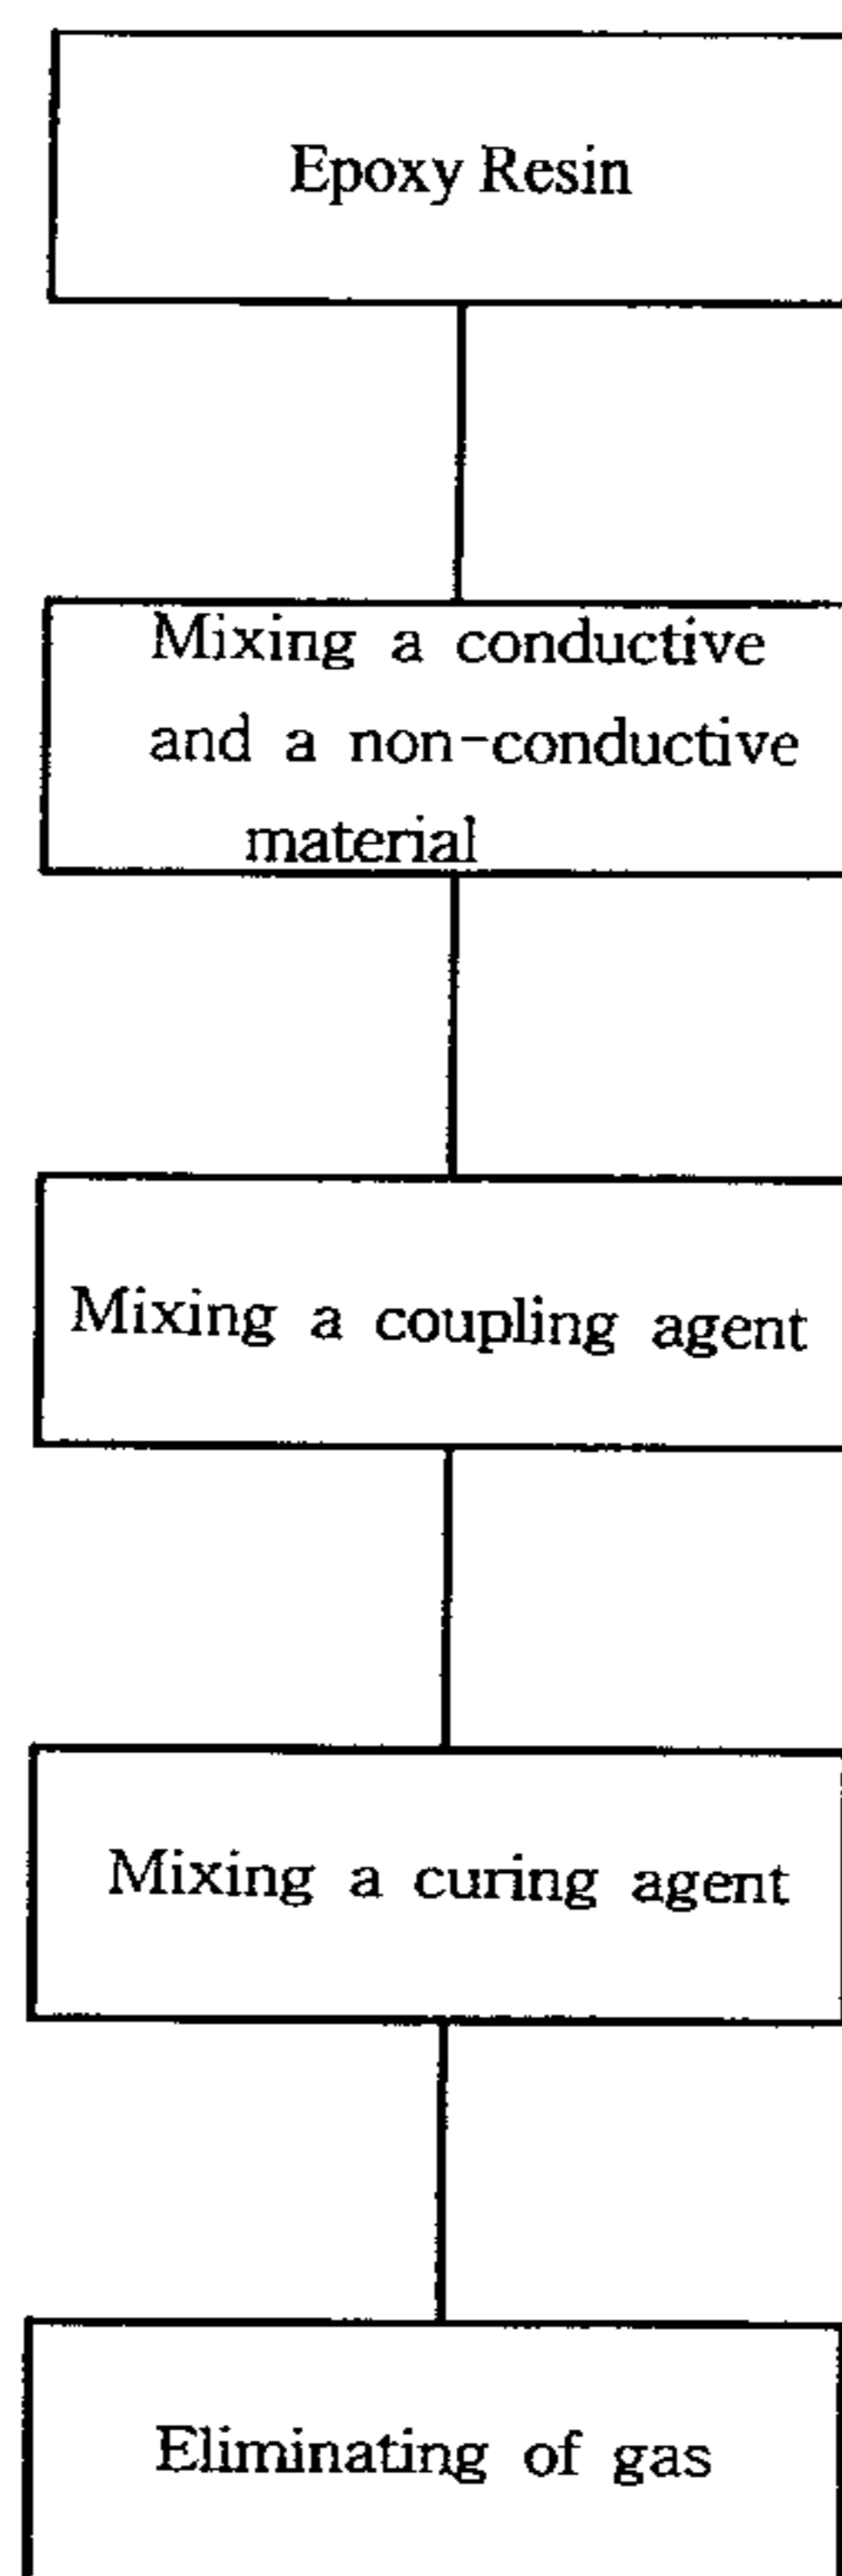 Epoxy Resin
Mixing a conductive
and a non-conductive
material
Mixing a coupling agent
Mixing a curing agent
Eliminating of gas